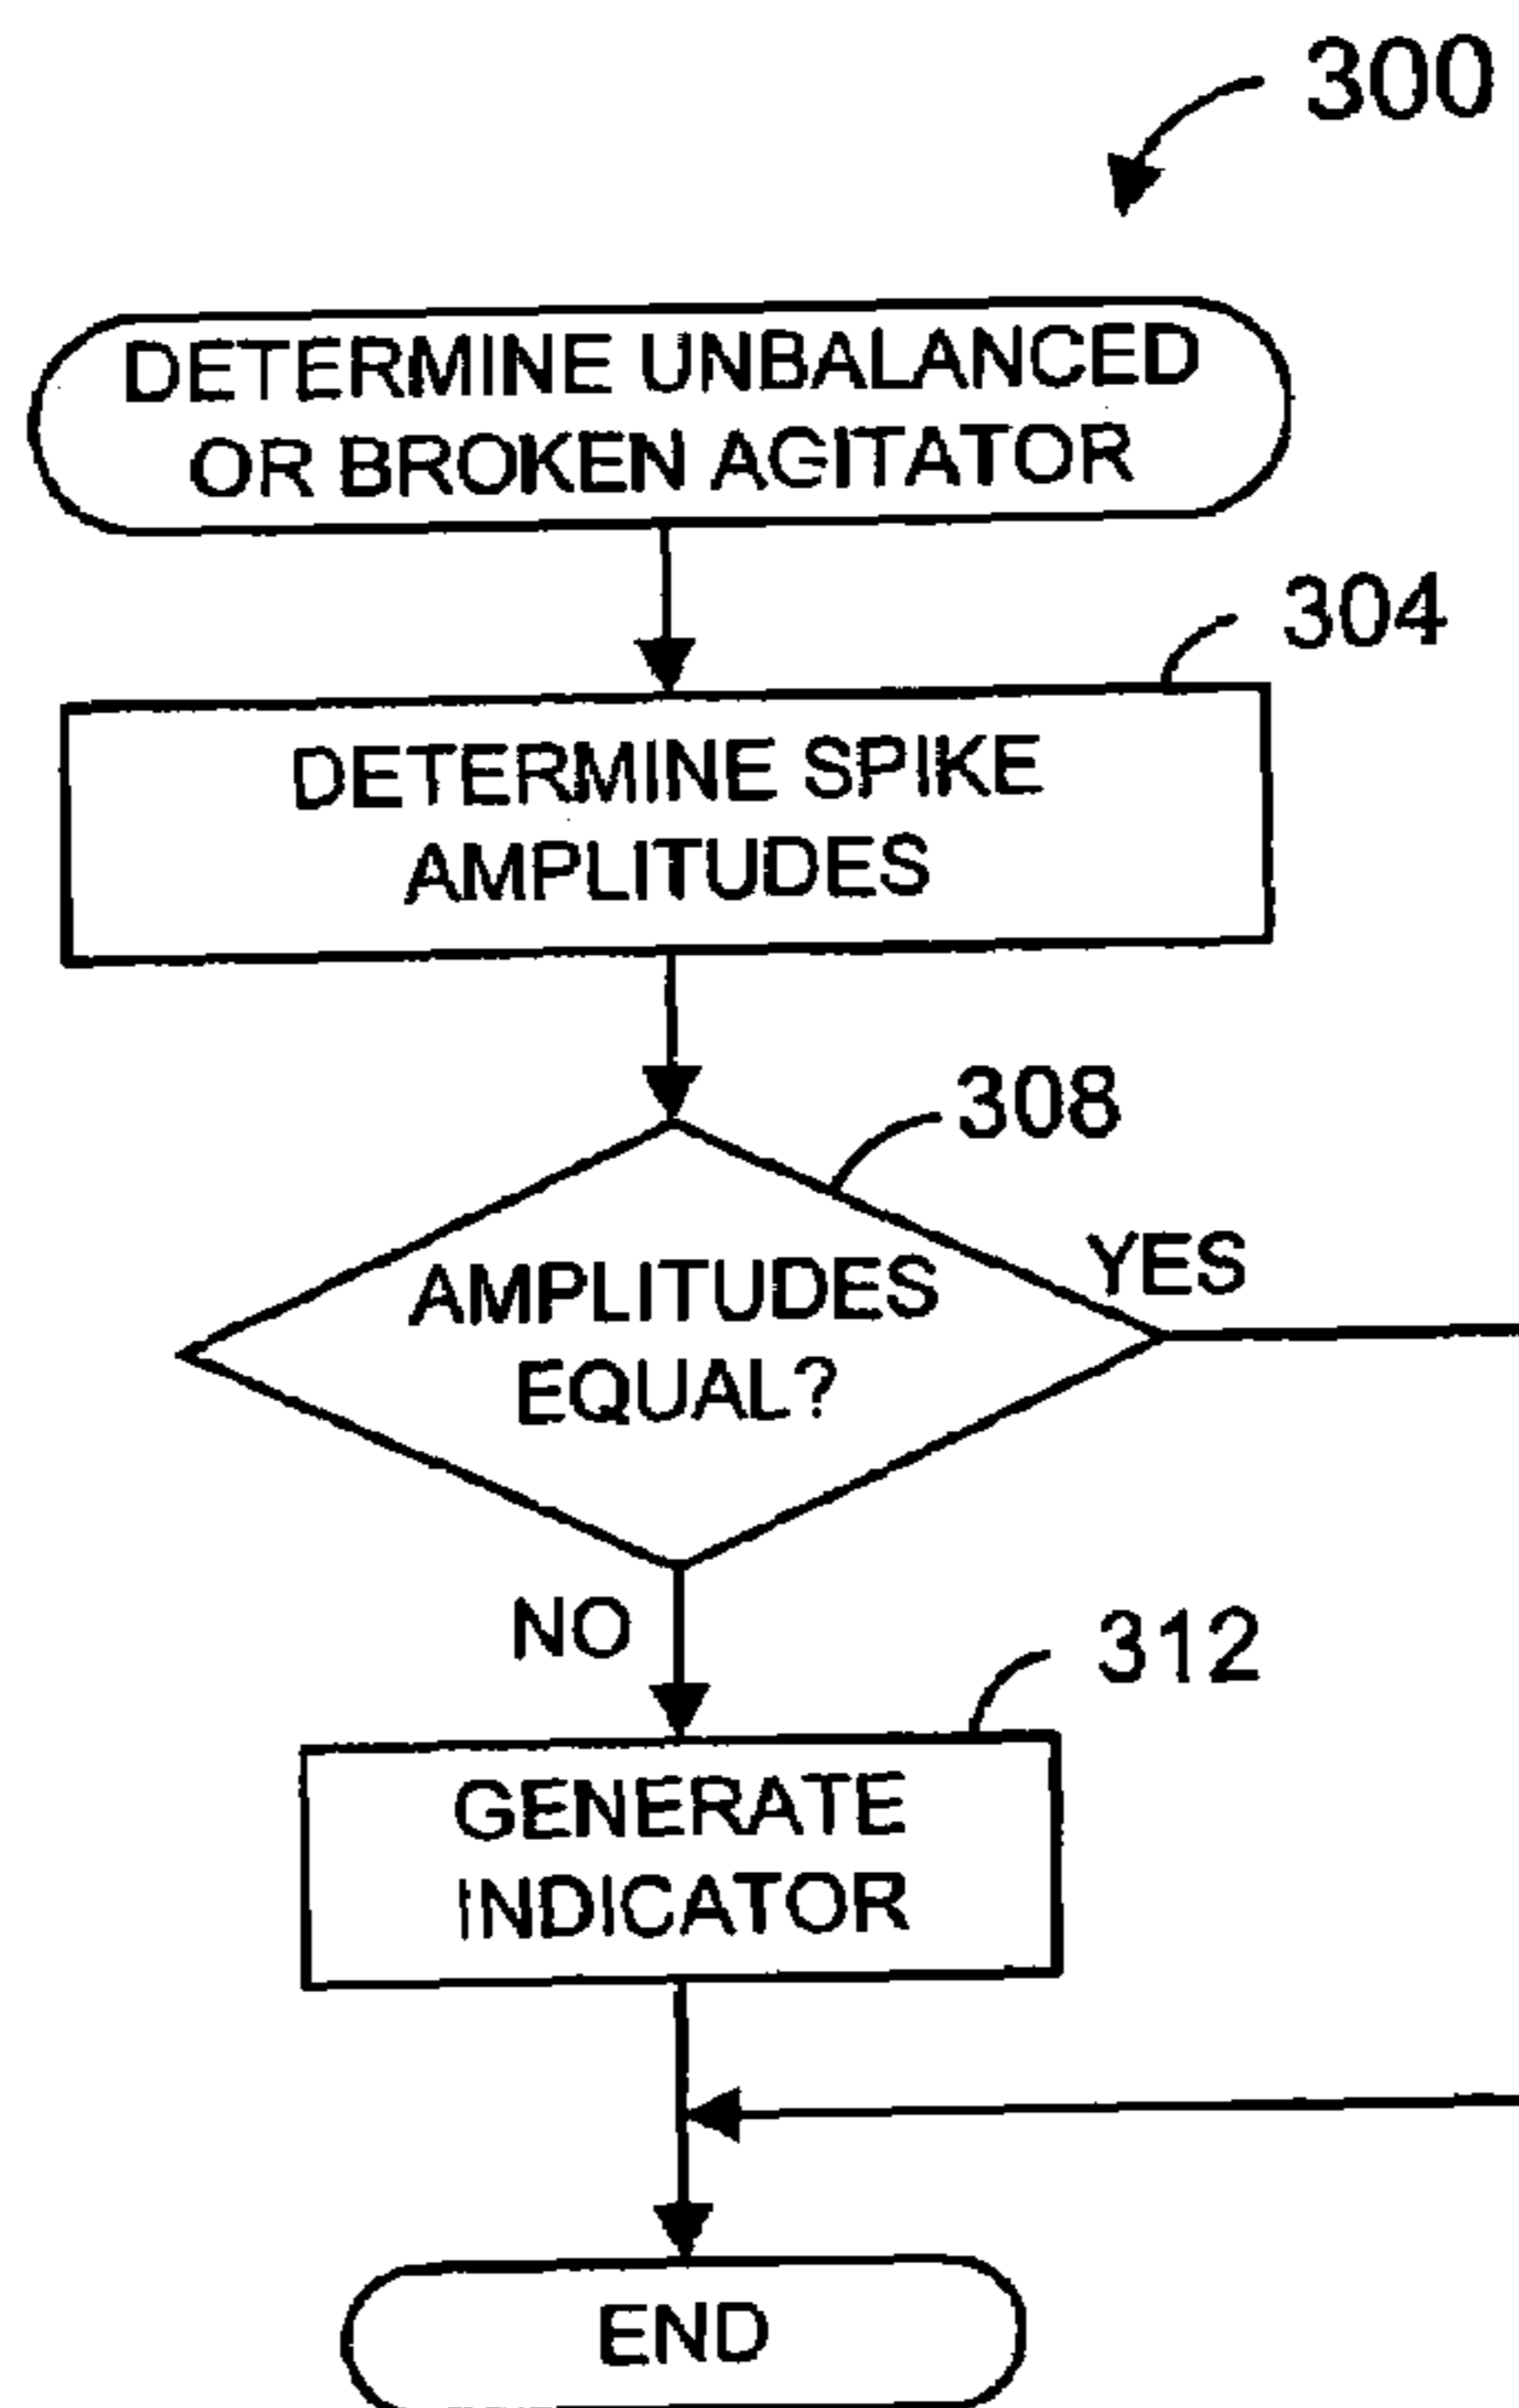 300
DETERMINE UNBALANCED
OR BROKEN AGITATOR
304
DETERMINE SPIKE
AMPLITUDES
308
AMPLITUDES
EQUAL?
YES
NO
312
GENERATE
INDICATOR
END